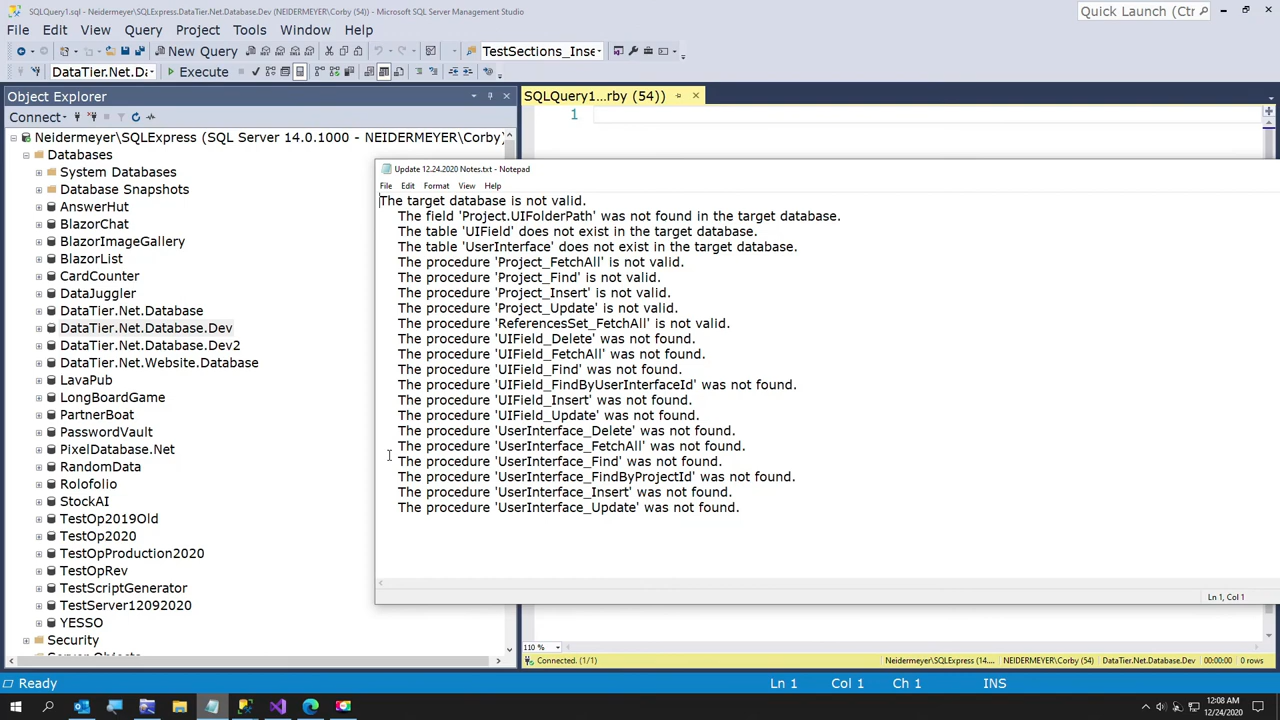 SQLQuery1.sql - Neidermeyer\SQLExpress.DataTier.Net.Database.Dev (NEIDERMEYER\Corby (54)) - Microsoft SQL Server Management Studio
Quick Launch (Ctr
File Edit View Query Project Tools Window Help
New Query
TestSections_Inse
DataTier.Net.Da
Execute
Object Explorer
SQLQuery1...rby (54))
Connect
1
Neidermeyer\SQLExpress (SQL Server 14.0.1000 - NEIDERMEYER\Corby)
Databases
System Databases
Database Snapshots
AnswerHut
BlazorChat
BlazorImageGallery
BlazorList
CardCounter
DataJuggler
DataTier.Net.Database
DataTier.Net.Database.Dev
DataTier.Net.Database.Dev2
DataTier.Net.Website.Database
LavaPub
LongBoardGame
PartnerBoat
PasswordVault
PixelDatabase.Net
RandomData
Rolofolio
StockAI
TestOp2019Old
TestOp2020
TestOpProduction2020
TestOpRev
TestScriptGenerator
TestServer12092020
YESSO
Security
Update 12.24.2020 Notes.txt - Notepad
File Edit Format View Help
The target database is not valid.
The field 'Project.UIFolderPath' was not found in the target database.
The table 'UIField' does not exist in the target database.
The table 'UserInterface' does not exist in the target database.
The procedure 'Project_FetchAll' is not valid.
The procedure 'Project_Find' is not valid.
The procedure 'Project_Insert' is not valid.
The procedure 'Project_Update' is not valid.
The procedure 'ReferencesSet_FetchAll' is not valid.
The procedure 'UIField_Delete' was not found.
The procedure 'UIField_FetchAll' was not found.
The procedure 'UIField_Find' was not found.
The procedure 'UIField_FindByUserInterfaceId' was not found.
The procedure 'UIField_Insert' was not found.
The procedure 'UIField_Update' was not found.
The procedure 'UserInterface_Delete' was not found.
The procedure 'UserInterface_FetchAll' was not found.
The procedure 'UserInterface_Find' was not found.
The procedure 'UserInterface_FindByProjectId' was not found.
The procedure 'UserInterface_Insert' was not found.
The procedure 'UserInterface_Update' was not found.
Ln 1, Col 1
110 %
Connected. (1/1)
Neidermeyer\SQLExpress (14.... NEIDERMEYER\Corby (54) DataTier.Net.Database.Dev 00:00:00 0 rows
Ready
Ln 1 Col 1 Ch 1 INS
12:08 AM
12/24/2020